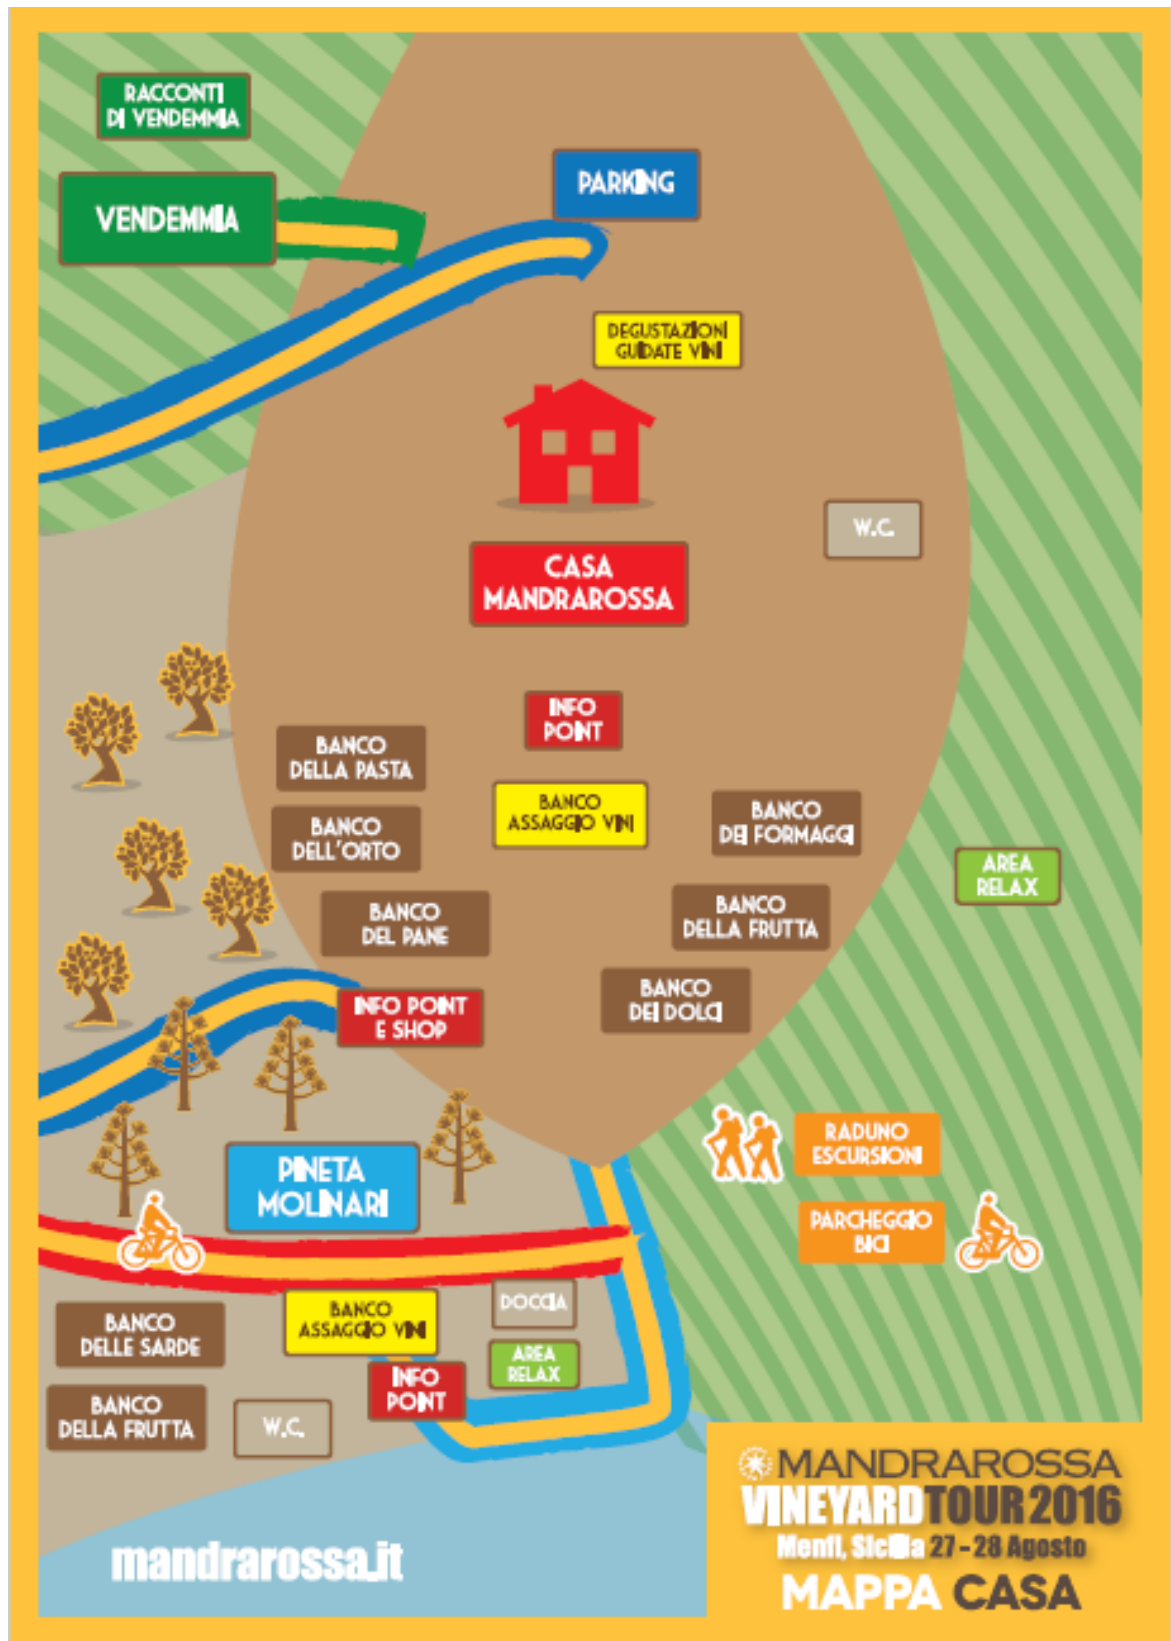 RACCONTI
DI VENDEMMIA
VENDEMMIA
PARKING
DEGUSTAZIONI
GUIDATE VINI
W.C.
CASA
MANDRAROSSA
INFO
POINT
BANCO
DELLA PASTA
BANCO
ASSAGGIO VINI
BANCO
DEI FORMAGGI
BANCO
DELL'ORTO
AREA
RELAX
BANCO
DEL PANE
BANCO
DELLA FRUTTA
BANCO
DEI DOLCI
INFO POINT
E SHOP
RADUNO
ESCURSIONI
PINETA
MOLINARI
PARCHEGGIO
BICI
BANCO
DELLE SARDE
BANCO
ASSAGGIO VINI
DOCCIA
AREA
RELAX
INFO
POINT
BANCO
DELLA FRUTTA
W.C.
MANDRAROSSA
VINEYARDTOUR2016
Menfi, Sicilia 27-28 Agosto
MAPPA CASA
mandrarossa.it